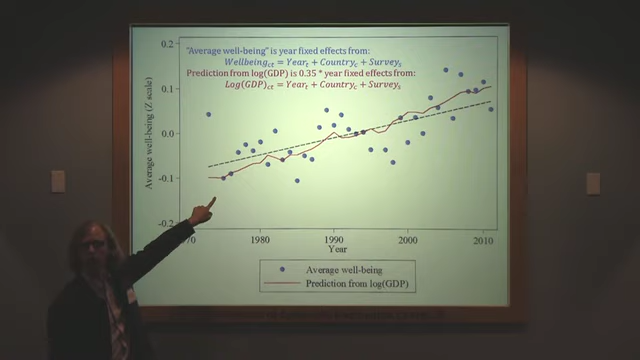 "Average well-being" is year fixed effects from:
Wellbeing_ct = Year_t + Country_c + Survey_s
Prediction from log(GDP) is 0.35 * year fixed effects from:
Log(GDP)_ct = Year_t + Country_c + Survey_s
Average well-being (Z scale)
0.2
0.1
0.0
-0.1
-0.2
70 1980 1990 2000 2010
Year
Average well-being
Prediction from log(GDP)